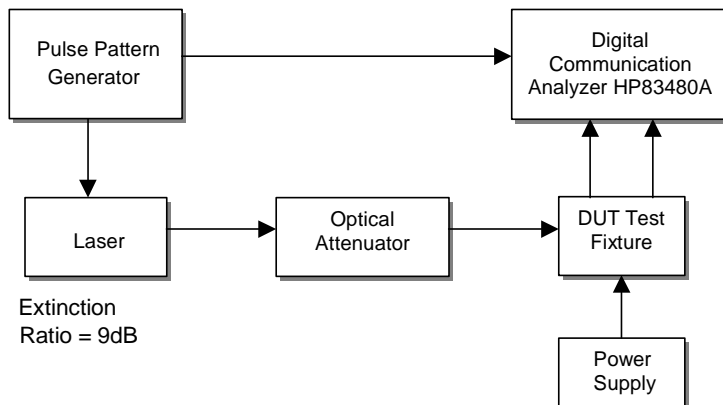 Pulse Pattern
Generator
Digital
Communication
Analyzer HP83480A
Laser
Optical
Attenuator
DUT Test
Fixture
Extinction
Ratio = 9dB
Power
Supply